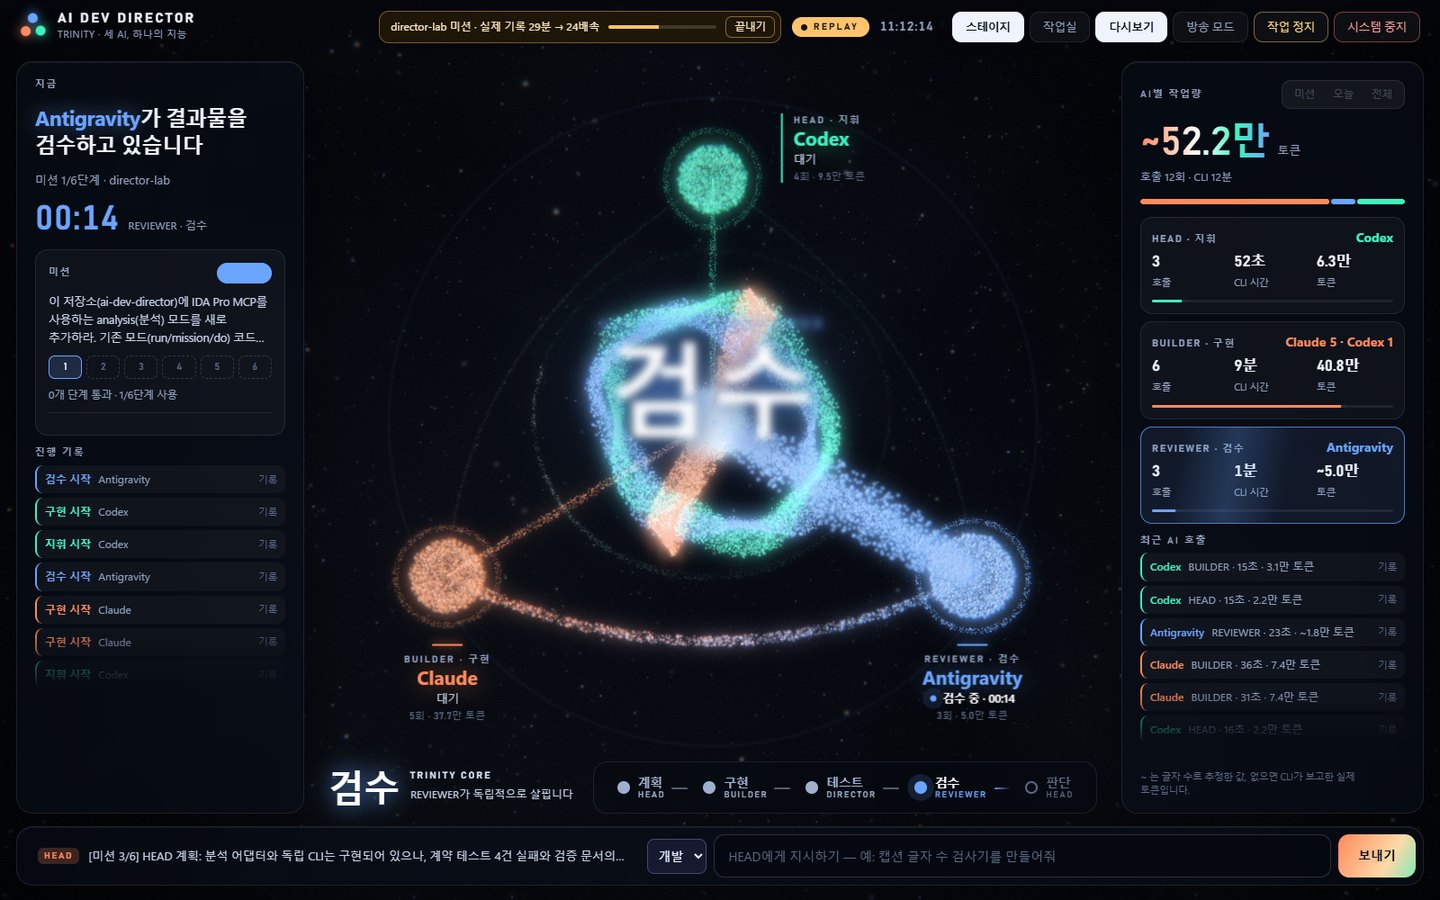 AI DEV DIRECTOR
TRINITY · 세 AI, 하나의 지능
director-lab 미션 · 실제 기록 29분 → 24배속
끝내기
REPLAY
11:12:14
스테이지
작업실
다시보기
방송 모드
작업 정지
시스템 중지
지금
Antigravity가 결과물을
검수하고 있습니다
미션 1/6단계 · director-lab
00:14 REVIEWER · 검수
미션
이 저장소(ai-dev-director)에 IDA Pro MCP를
사용하는 analysis(분석) 모드를 새로
추가하라. 기존 모드(run/mission/do) 코드...
1 2 3 4 5 6
0개 단계 통과 · 1/6단계 사용
진행 기록
검수 시작 Antigravity 기록
구현 시작 Codex 기록
지휘 시작 Codex 기록
검수 시작 Antigravity 기록
구현 시작 Claude 기록
구현 시작 Claude 기록
지휘 시작 Codex 기록
HEAD · 지휘
Codex
대기
4회 · 9.5만 토큰
검수
BUILDER · 구현
Claude
대기
5회 · 37.7만 토큰
REVIEWER · 검수
Antigravity
검수 중 · 00:14
3회 · 5.0만 토큰
검수
TRINITY CORE
REVIEWER가 독립적으로 살핍니다
계획 HEAD
구현 BUILDER
테스트 DIRECTOR
검수 REVIEWER
판단 HEAD
AI별 작업량
미션 오늘 전체
~52.2만 토큰
호출 12회 · CLI 12분
HEAD · 지휘 Codex
3 52초 6.3만
호출 CLI 시간 토큰
BUILDER · 구현 Claude 5 · Codex 1
6 9분 40.8만
호출 CLI 시간 토큰
REVIEWER · 검수 Antigravity
3 1분 ~5.0만
호출 CLI 시간 토큰
최근 AI 호출
Codex BUILDER · 15초 · 3.1만 토큰 기록
Codex HEAD · 15초 · 2.2만 토큰 기록
Antigravity REVIEWER · 23초 · ~1.8만 토큰 기록
Claude BUILDER · 36초 · 7.4만 토큰 기록
Claude BUILDER · 31초 · 7.4만 토큰 기록
Codex HEAD · 16초 · 2.2만 토큰 기록
~ 는 글자 수로 추정한 값, 없으면 CLI가 보고한 실제
토큰입니다.
HEAD
[미션 3/6] HEAD 계획: 분석 어댑터와 독립 CLI는 구현되어 있으나, 계약 테스트 4건 실패와 검증 문서의...
개발
HEAD에게 지시하기 — 예: 캡션 글자 수 검사기를 만들어줘
보내기